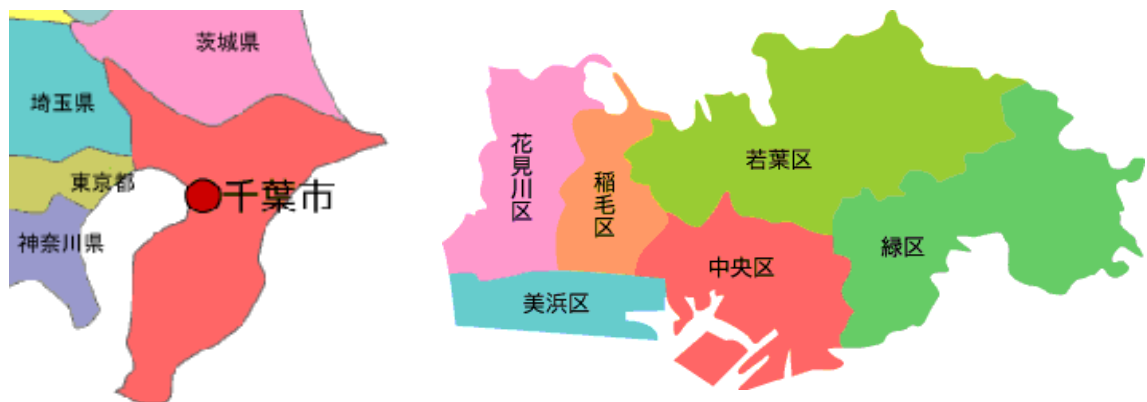 茨城県
埼玉県
東京都
千葉市
神奈川県
花見川区
稲毛区
若葉区
緑区
中央区
美浜区